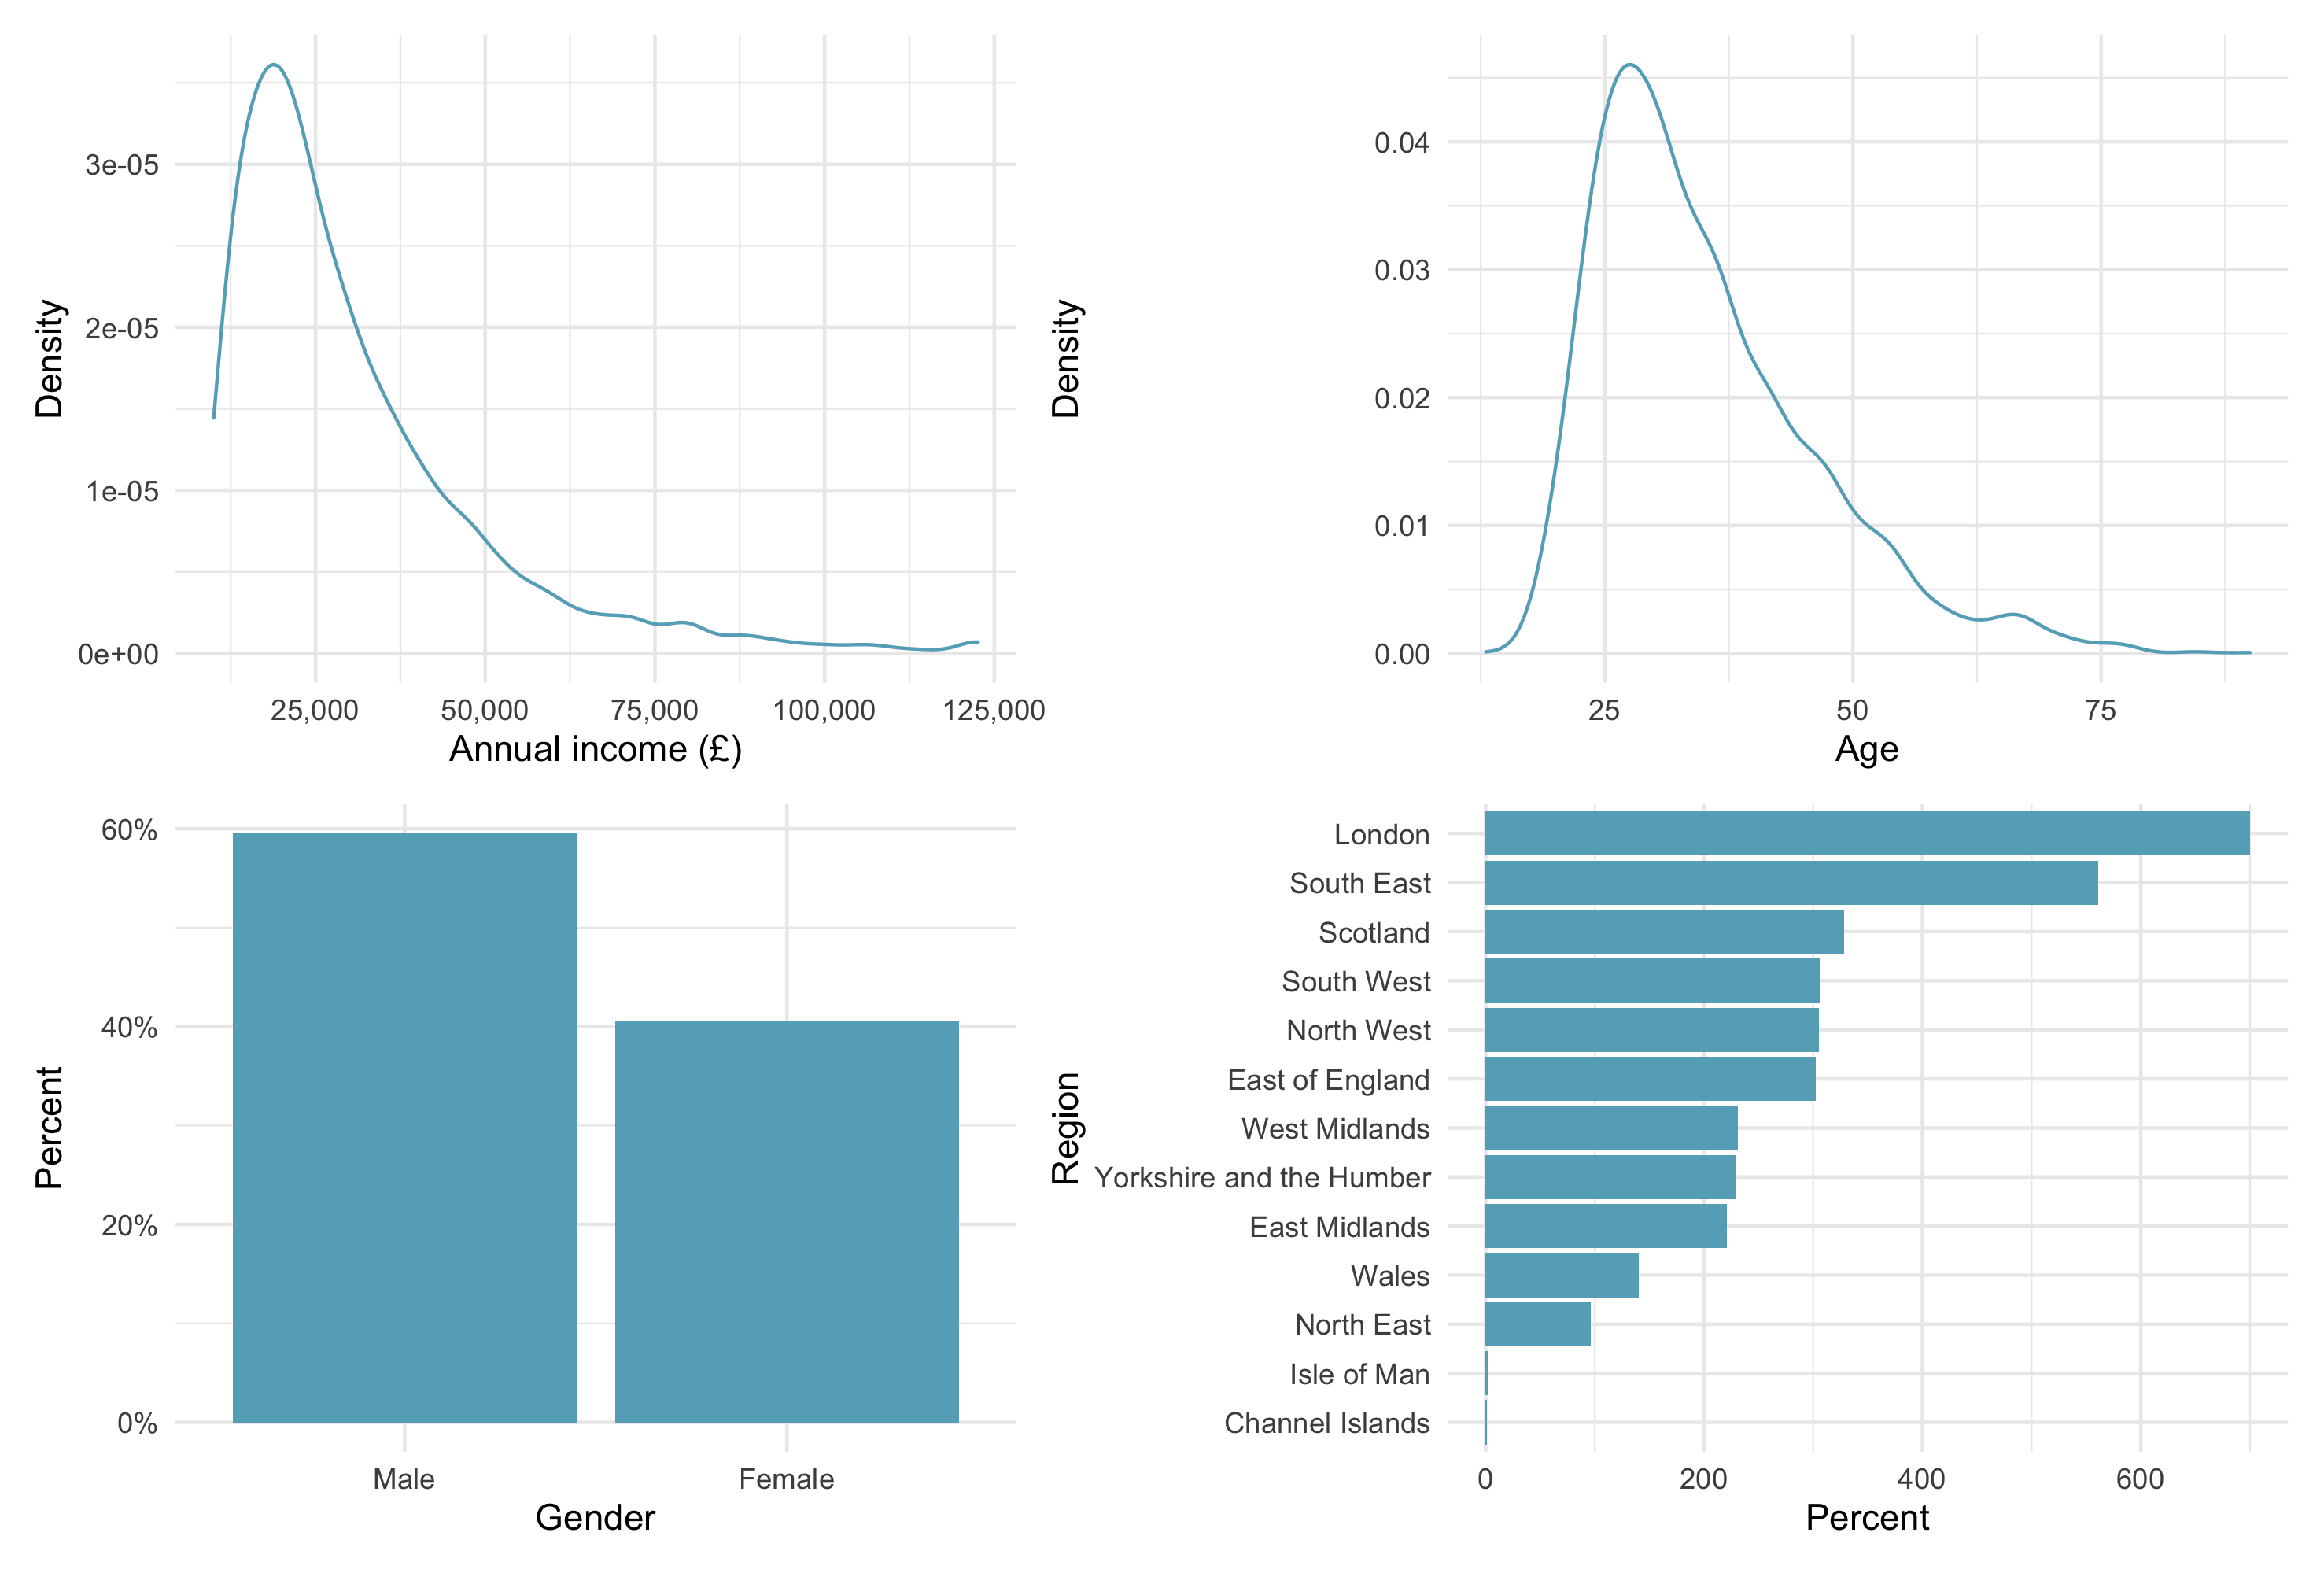 Density
3e-05
2e-05
1e-05
0e+00
25,000 50,000 75,000 100,000 125,000
Annual income (£)
Density
0.04
0.03
0.02
0.01
0.00
25 50 75
Age
Percent
60%
40%
20%
0%
Male Female
Gender
Region
London
South East
Scotland
South West
North West
East of England
West Midlands
Yorkshire and the Humber
East Midlands
Wales
North East
Isle of Man
Channel Islands
0 200 400 600
Percent